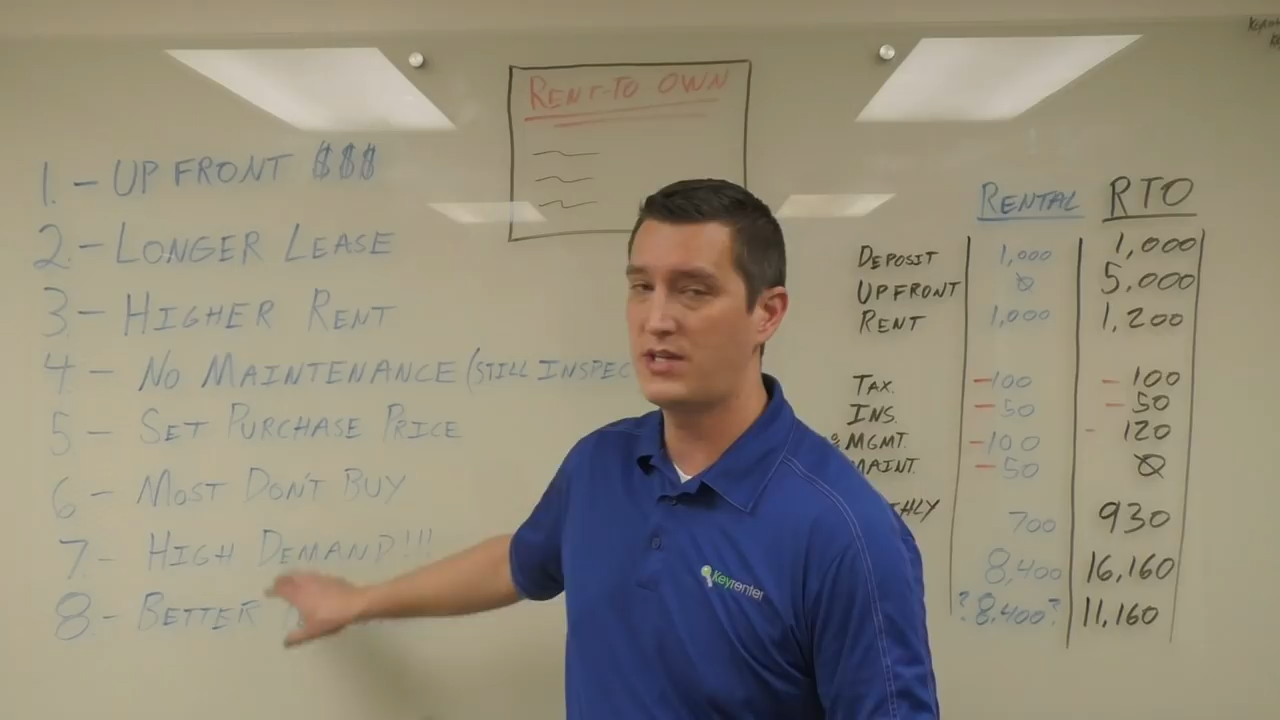 RENT-TO OWN
1. - UP FRONT $$$
2. - LONGER LEASE
3 - HIGHER RENT
4 - NO MAINTENANCE (STILL INSPEC
5 - SET PURCHASE PRICE
6 - MOST DON'T BUY
7 - HIGH DEMAND!!!
8 - BETTER
RENTAL RTO
DEPOSIT 1,000 1,000
UPFRONT 0 5,000
RENT 1,000 1,200
TAX. -100 -100
INS. -50 -50
MGMT. -100 -120
MAINT. -50 0
HLY 700 930
8,400 16,160
?8,400? 11,160
Keyrenter